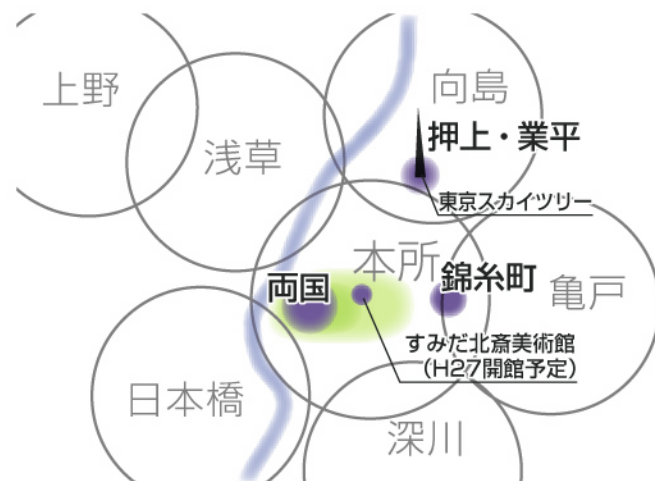 上野
向島
浅草
押上・業平
東京スカイツリー
本所
両国
錦糸町
亀戸
すみだ北斎美術館
(H27開館予定)
日本橋
深川